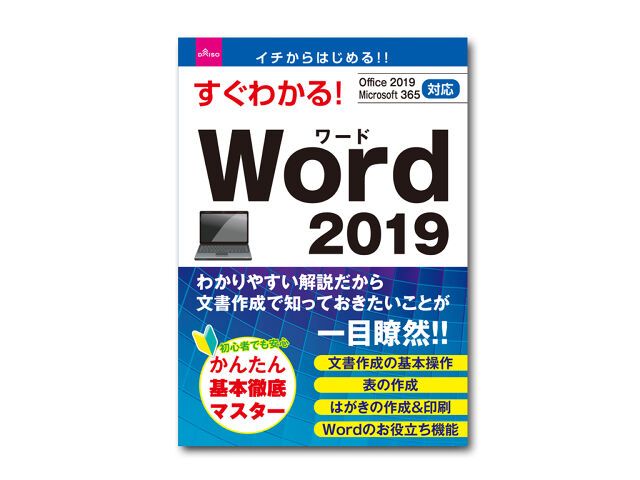 DAISO
イチからはじめる!!
すぐわかる!
Office 2019
Microsoft 365
対応
ワード
Word
2019
わかりやすい解説だから
文書作成で知っておきたいことが
一目瞭然!!
初心者でも安心
かんたん
基本徹底
マスター
文書作成の基本操作
表の作成
はがきの作成&印刷
Wordのお役立ち機能